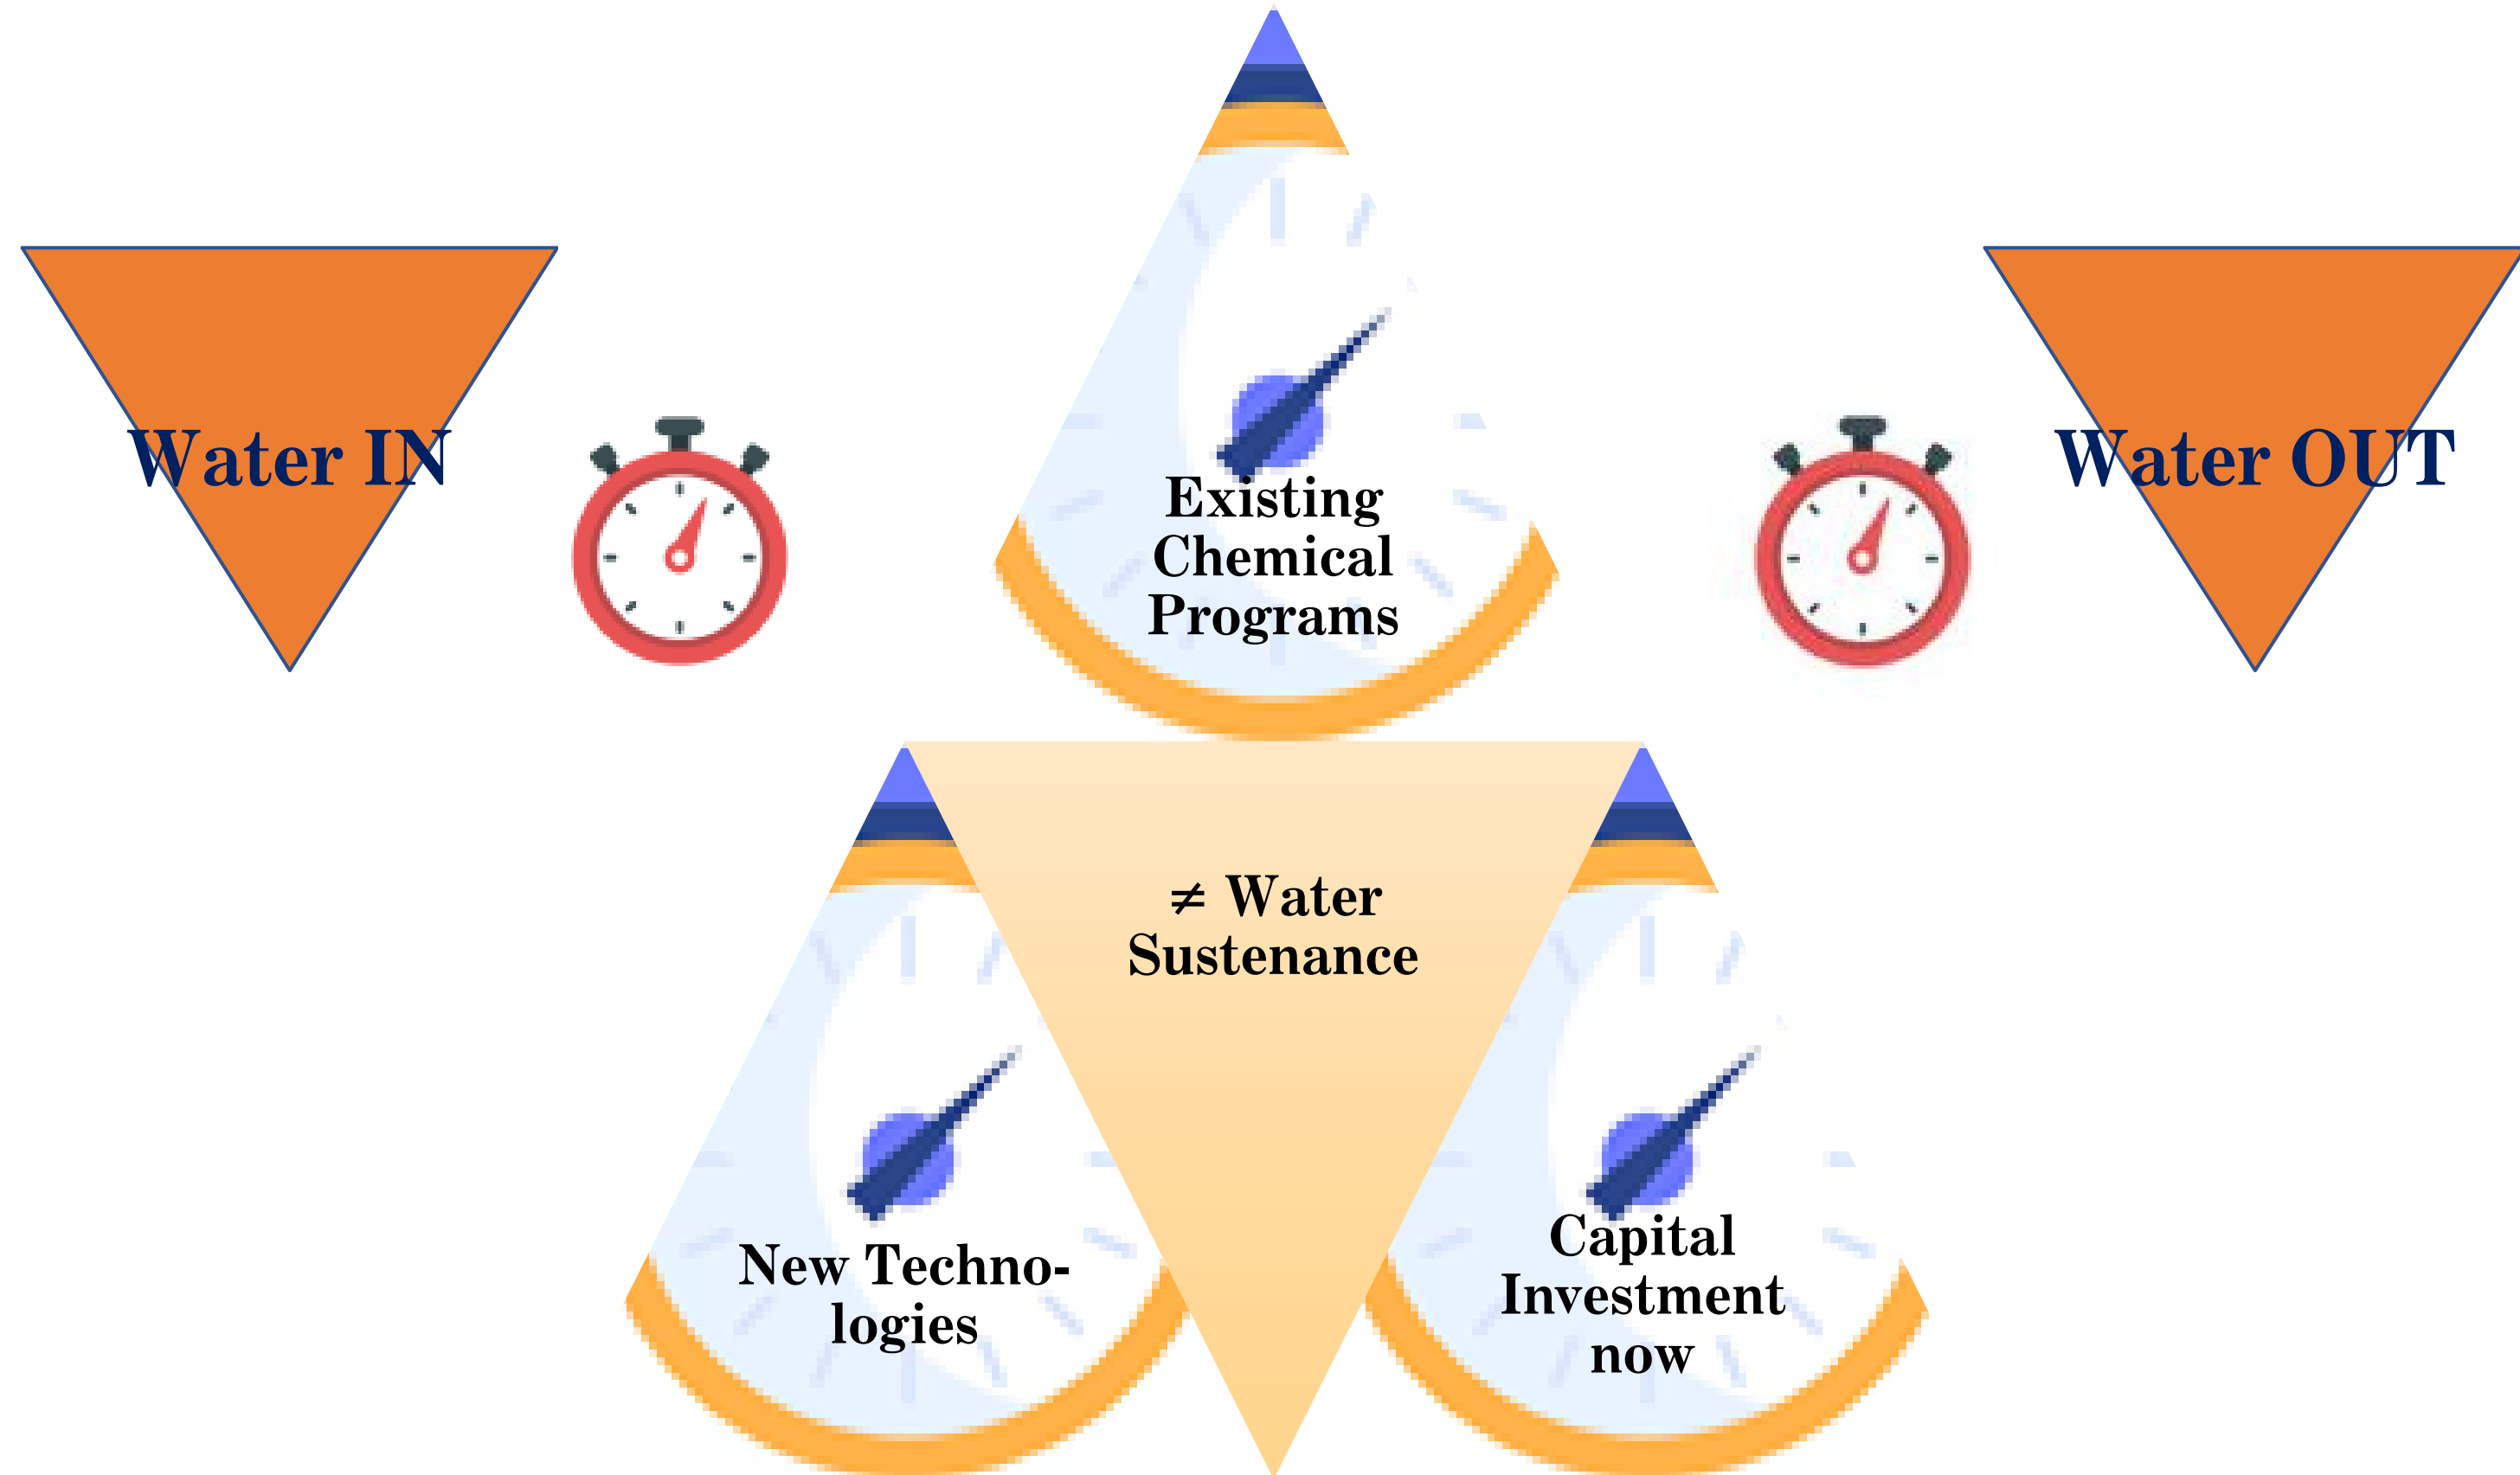 Water IN
Existing
Chemical
Programs
Water OUT
≠ Water
Sustenance
New Techno-
logies
Capital
Investment
now